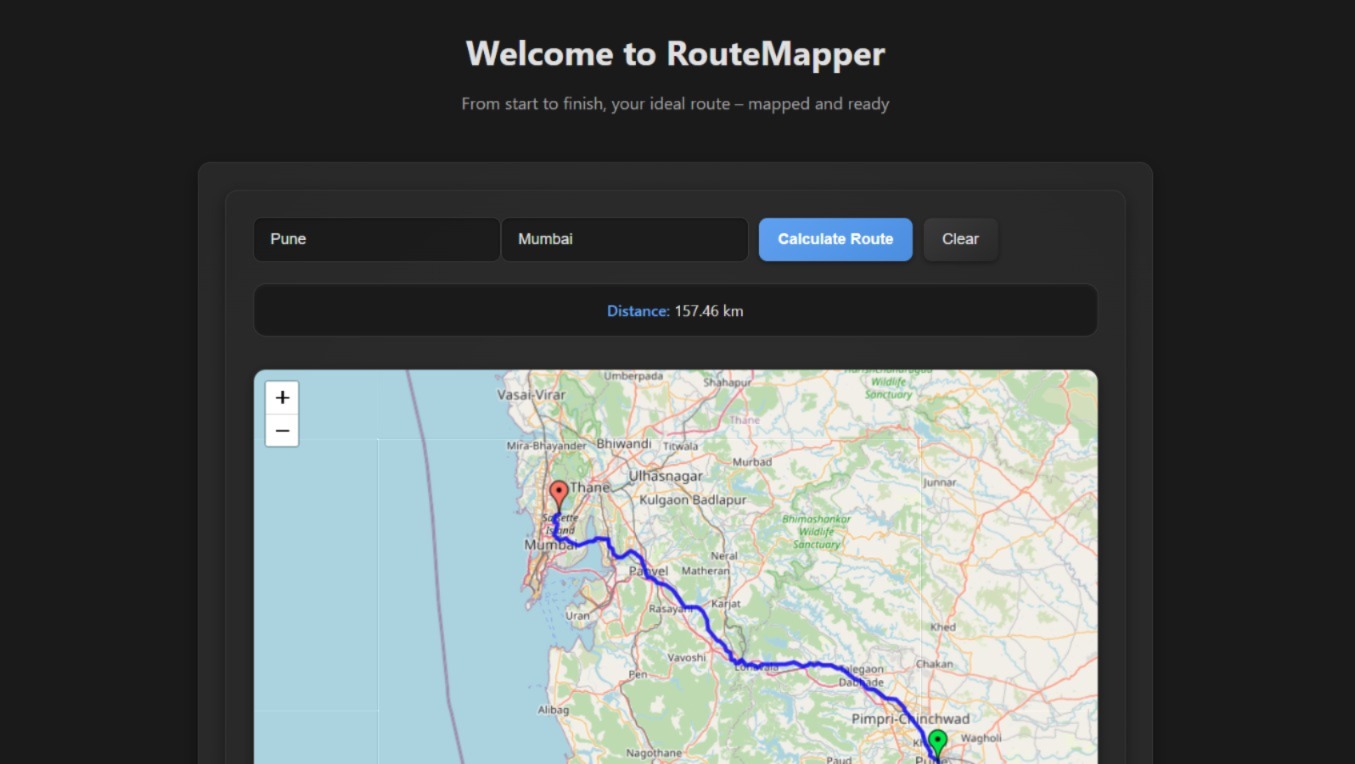 Welcome to RouteMapper
From start to finish, your ideal route – mapped and ready
Pune
Mumbai
Calculate Route
Clear
Distance: 157.46 km
+
−
Umberpada
Shahapur
Wildlife
Sanctuary
Vasai-Virar
Thane
Mira-Bhayander
Bhiwandi
Titwala
Murbad
Ulhasnagar
Thane
Junnar
Kulgaon Badlapur
Bhimashankar
Wildlife
Sanctuary
Island
Mumbai
Neral
Panvel
Matheran
Karjat
Rasayani
Uran
Khed
Vavoshi
Lonavala
Talegaon
Dabhade
Chakan
Pen
Alibag
Pimpri-Chinchwad
Wagholi
Nagothane
Paud
Pune